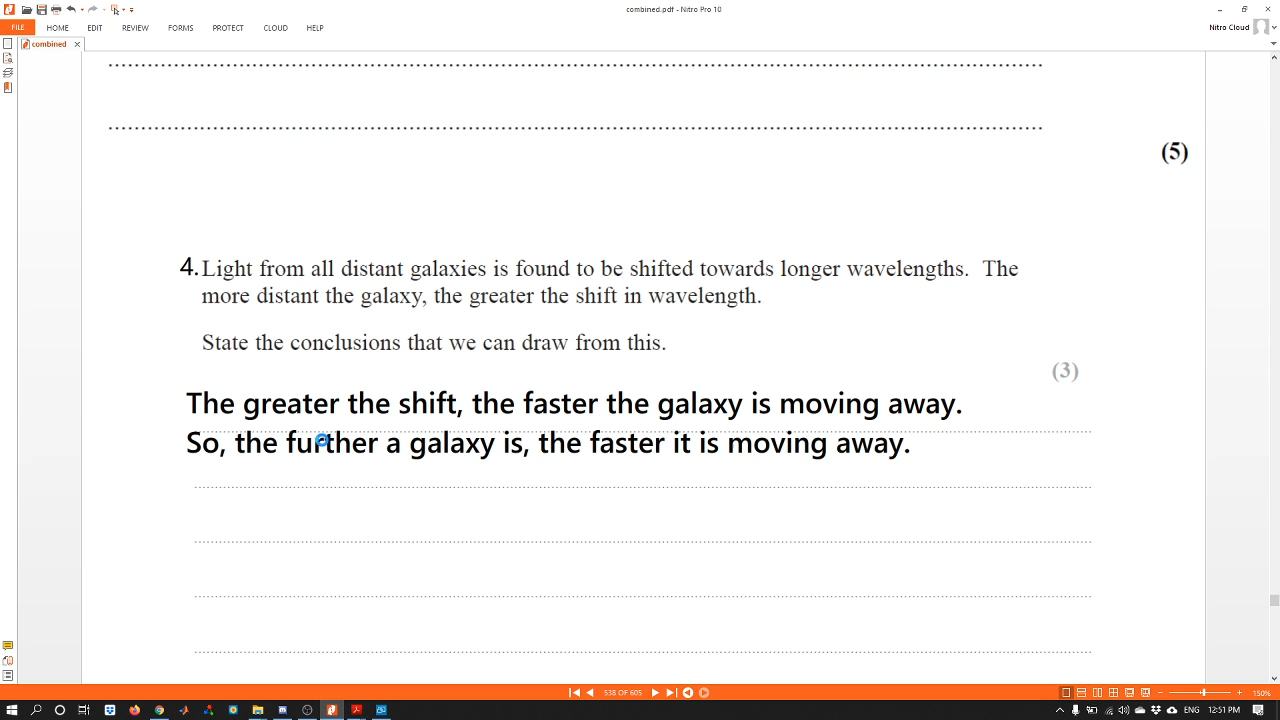 combined.pdf - Nitro Pro 10
FILE HOME EDIT REVIEW FORMS PROTECT CLOUD HELP
Nitro Cloud
combined
(5)
4. Light from all distant galaxies is found to be shifted towards longer wavelengths. The
more distant the galaxy, the greater the shift in wavelength.
State the conclusions that we can draw from this.
(3)
The greater the shift, the faster the galaxy is moving away.
So, the further a galaxy is, the faster it is moving away.
538 OF 605
150%
ENG 12:51 PM